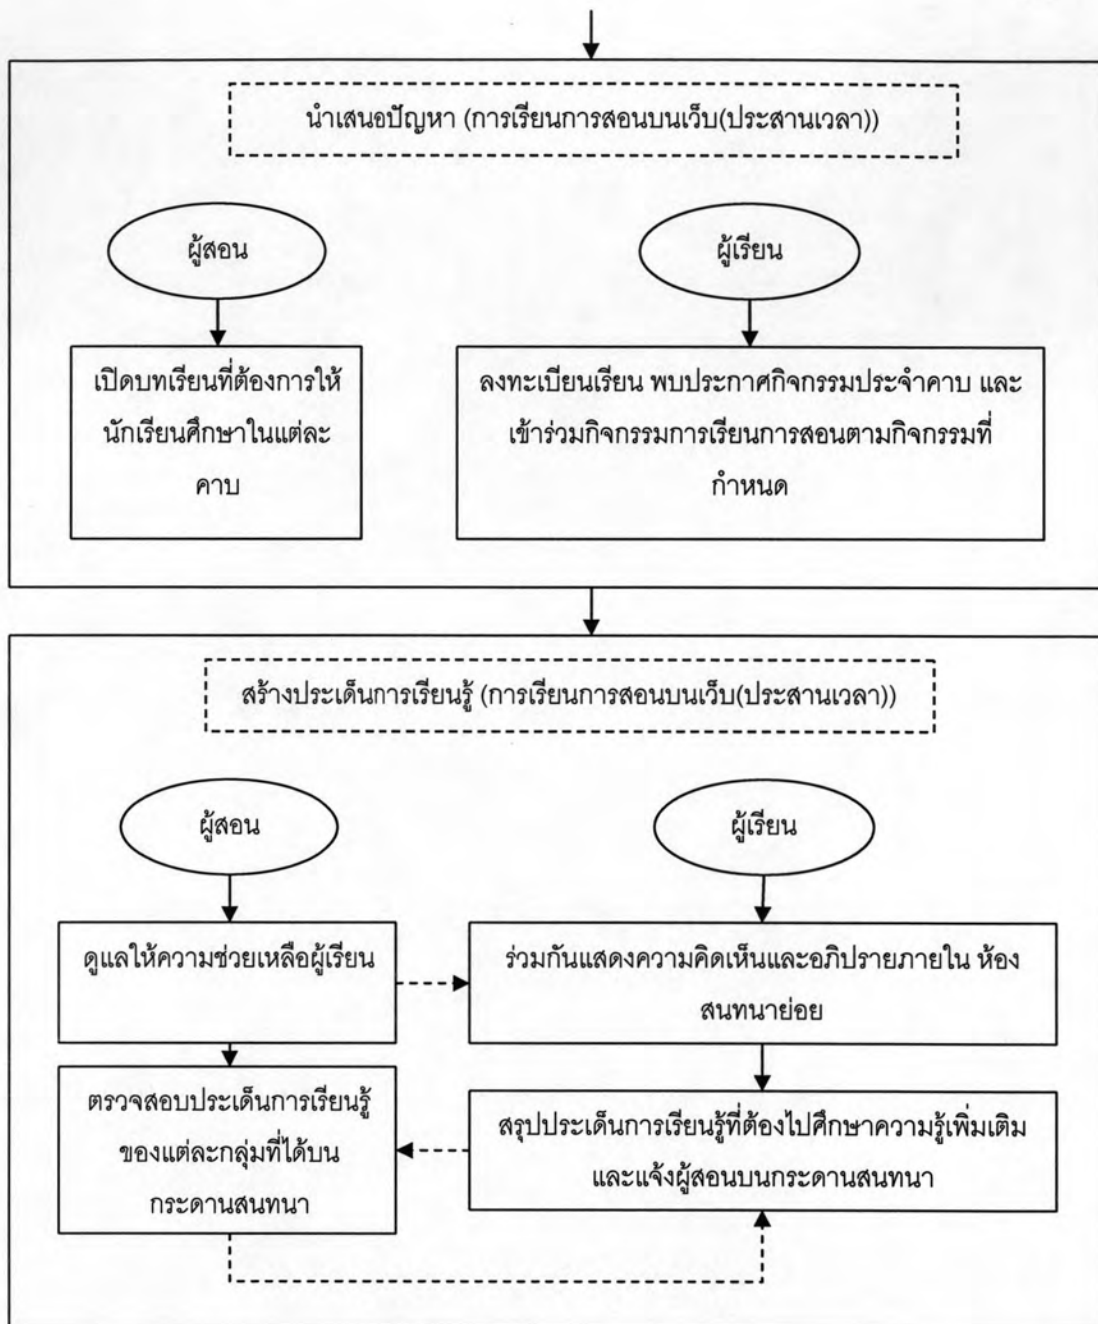 นำเสนอปัญหา (การเรียนการสอนบนเว็บ(ประสานเวลา))
ผู้สอน
ผู้เรียน
เปิดบทเรียนที่ต้องการให้
นักเรียนศึกษาในแต่ละ
คาบ
ลงทะเบียนเรียน พบประกาศกิจกรรมประจำคาบ และ
เข้าร่วมกิจกรรมการเรียนการสอนตามกิจกรรมที่
กำหนด
สร้างประเด็นการเรียนรู้ (การเรียนการสอนบนเว็บ(ประสานเวลา))
ผู้สอน
ผู้เรียน
ดูแลให้ความช่วยเหลือผู้เรียน
ร่วมกันแสดงความคิดเห็นและอภิปรายภายใน ห้อง
สนทนาย่อย
ตรวจสอบประเด็นการเรียนรู้
ของแต่ละกลุ่มที่ได้บน
กระดานสนทนา
สรุปประเด็นการเรียนรู้ที่ต้องไปศึกษาความรู้เพิ่มเติม
และแจ้งผู้สอนบนกระดานสนทนา